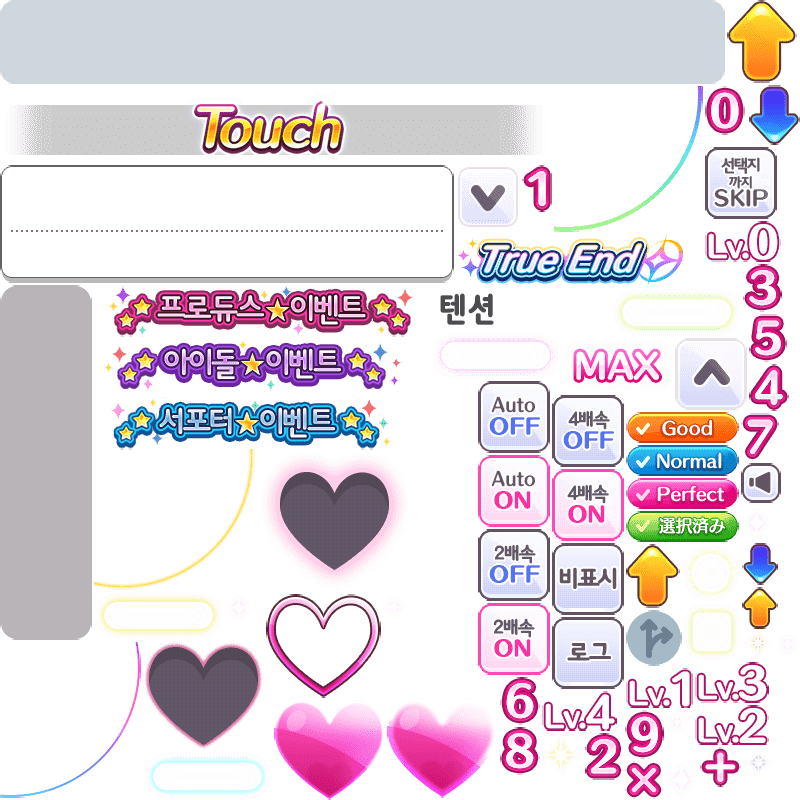 Touch
0
1
선택지
까지
SKIP
True End
Lv.0
3
프로듀스★이벤트
텐션
5
아이돌★이벤트
MAX
4
서포터★이벤트
Auto
OFF
4배속
OFF
Good
7
Normal
Auto
ON
4배속
ON
Perfect
選択済み
2배속
OFF
비표시
2배속
ON
로그
6
Lv.4
Lv.1
Lv.3
8
2
9
Lv.2
×
+